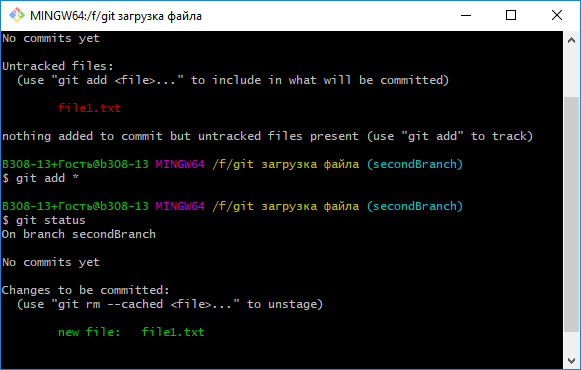 MINGW64:/f/git загрузка файла
No commits yet
Untracked files:
(use "git add <file>..." to include in what will be committed)
file1.txt
nothing added to commit but untracked files present (use "git add" to track)
B308-13+Гость@b308-13 MINGW64 /f/git загрузка файла (secondBranch)
$ git add *
B308-13+Гость@b308-13 MINGW64 /f/git загрузка файла (secondBranch)
$ git status
On branch secondBranch
No commits yet
Changes to be committed:
(use "git rm --cached <file>..." to unstage)
new file:   file1.txt